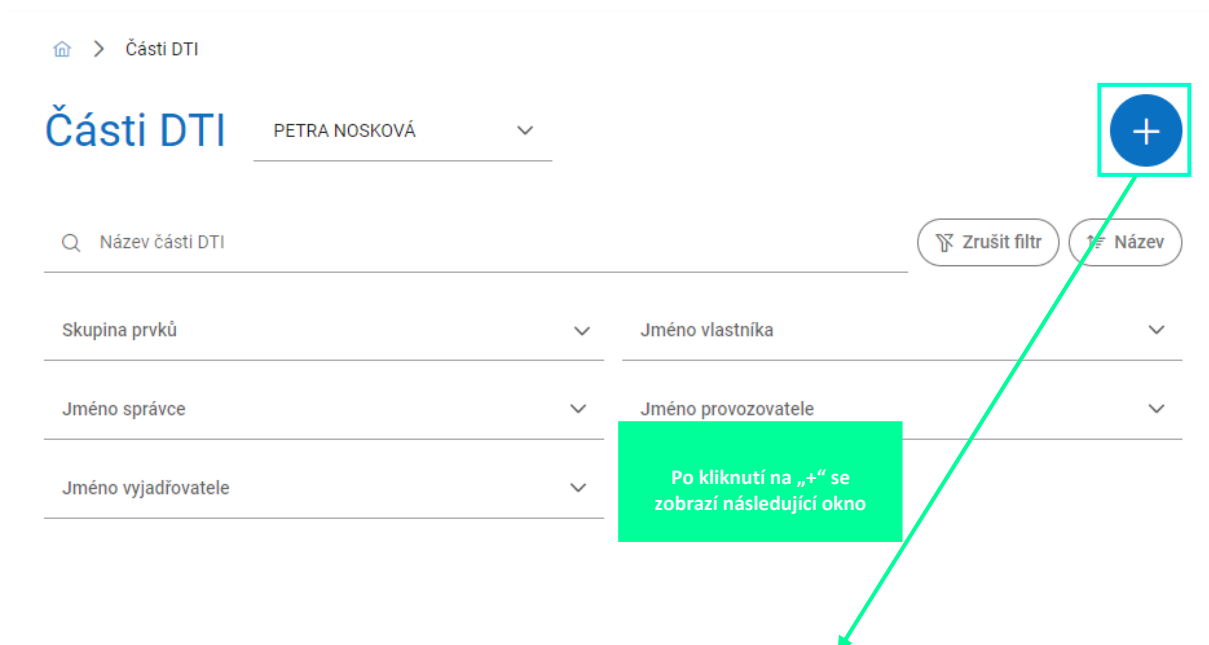 Části DTI
Části DTI
PETRA NOSKOVÁ
Název části DTI
Zrušit filtr
Název
Skupina prvků
Jméno vlastníka
Jméno správce
Jméno provozovatele
Jméno vyjadřovatele
Po kliknutí na „+“ se
zobrazí následující okno